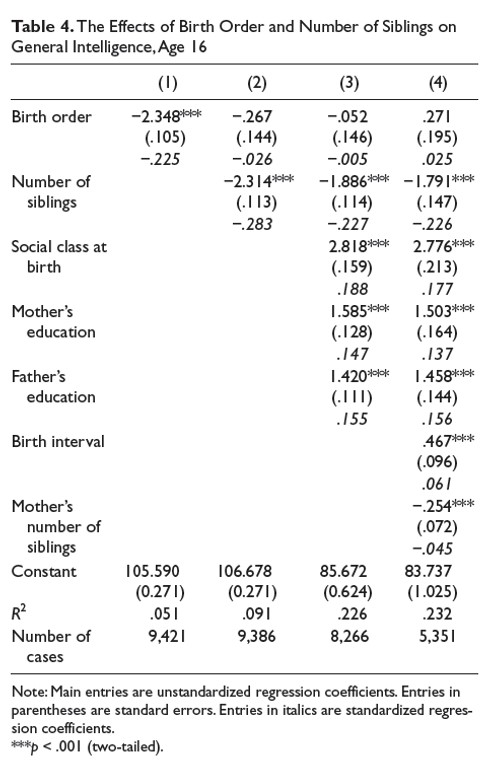 Table 4. The Effects of Birth Order and Number of Siblings on
General Intelligence, Age 16
(1) (2) (3) (4)
Birth order −2.348*** −.267 −.052 .271
(.105) (.144) (.146) (.195)
−.225 −.026 −.005 .025
Number of −2.314*** −1.886*** −1.791***
siblings (.113) (.114) (.147)
−.283 −.227 −.226
Social class at 2.818*** 2.776***
birth (.159) (.213)
.188 .177
Mother's 1.585*** 1.503***
education (.128) (.164)
.147 .137
Father's 1.420*** 1.458***
education (.111) (.144)
.155 .156
Birth interval .467***
(.096)
.061
Mother's −.254***
number of (.072)
siblings −.045
Constant 105.590 106.678 85.672 83.737
(0.271) (0.271) (0.624) (1.025)
R2 .051 .091 .226 .232
Number of 9,421 9,386 8,266 5,351
cases
Note: Main entries are unstandardized regression coefficients. Entries in
parentheses are standard errors. Entries in italics are standardized regres-
sion coefficients.
***p < .001 (two-tailed).